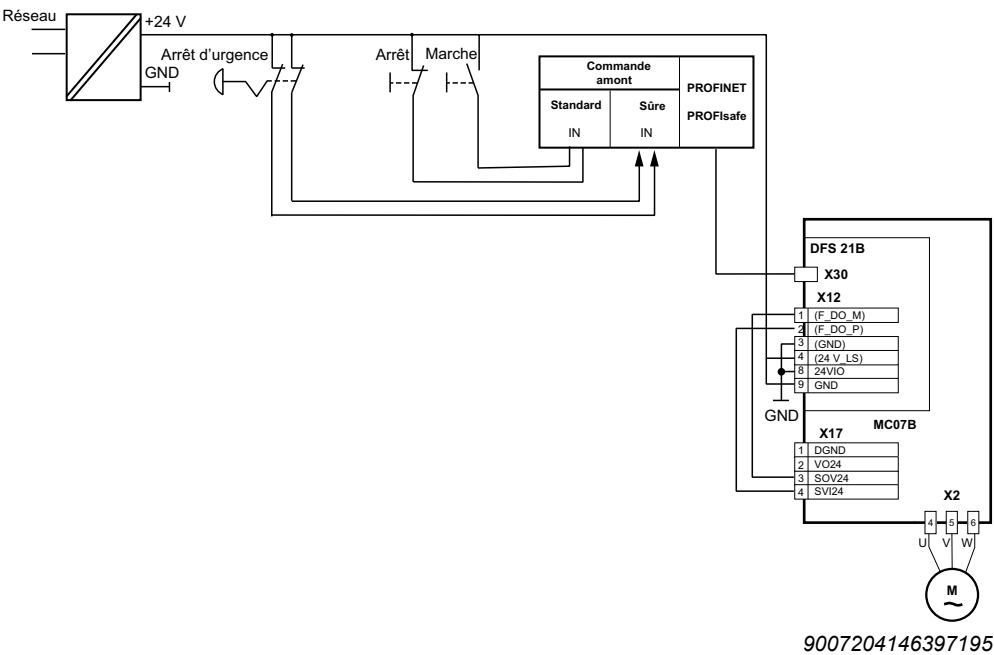 Réseau
+24 V
GND
Arrêt d’urgence
Arrêt
Marche
Commande
amont
Standard
IN
Sûre
IN
PROFINET
PROFIsafe
DFS 21B
X30
X12
1 (F_DO_M)
2 (F_DO_P)
3 (GND)
4 (24 V_LS)
8 24VIO
9 GND
GND
MC07B
X17
1 DGND
2 VO24
3 SOV24
4 SVI24
X2
4 5 6
U V W
M
~
9007204146397195